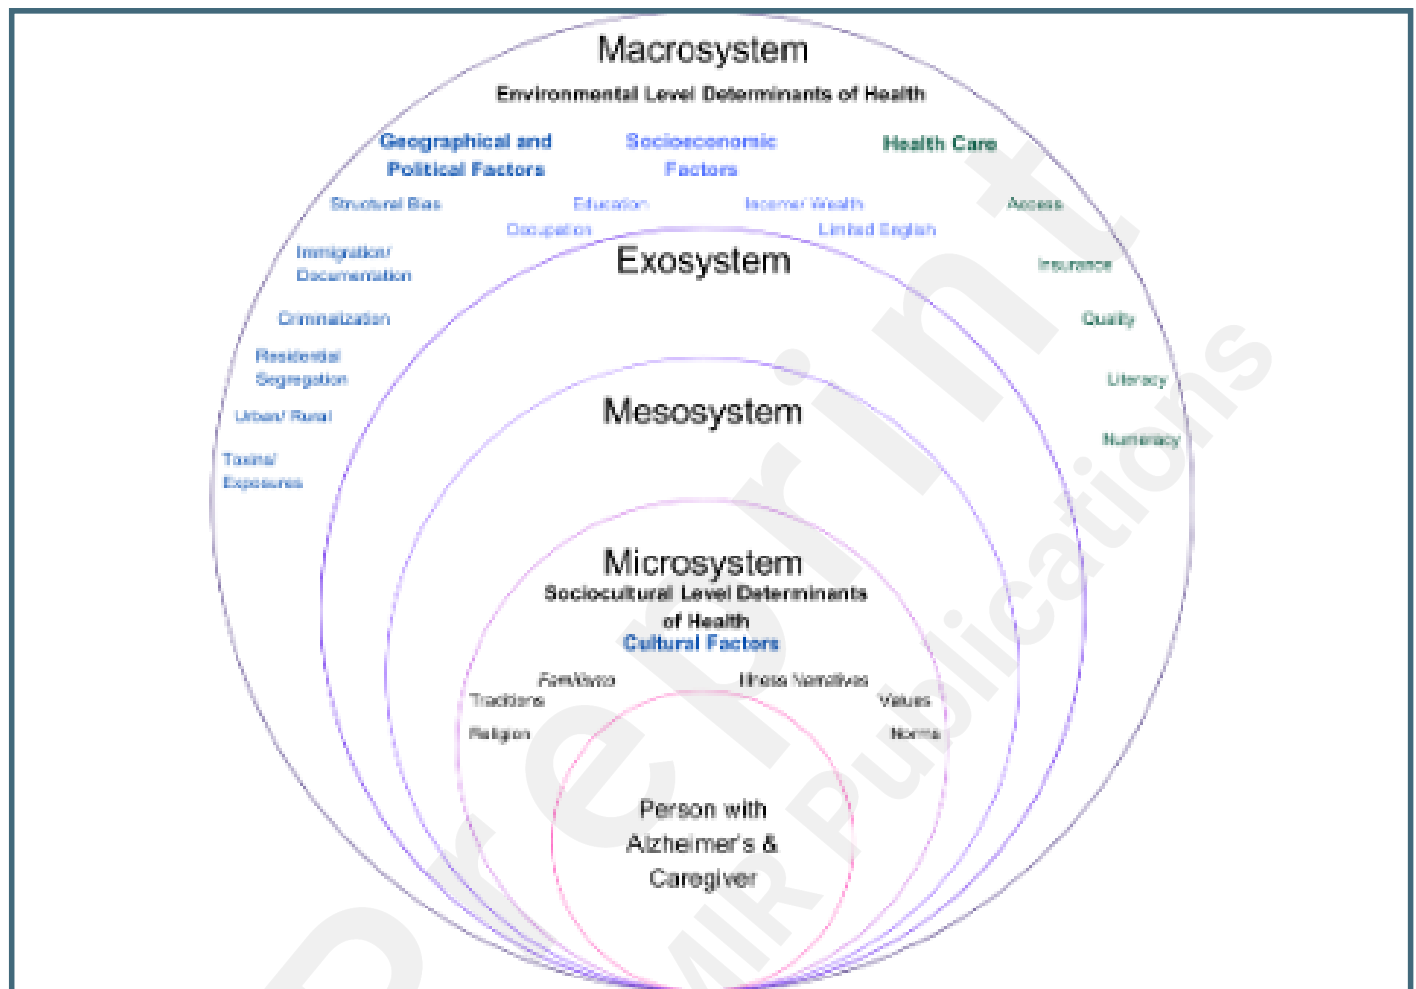 Macrosystem
Environmental Level Determinants of Health
Geographical and
Political Factors
Socioeconomic
Factors
Health Care
Structural Bias
Education
Income/ Wealth
Access
Occupation
Limited English
Immigration/
Documentation
Exosystem
Insurance
Criminalization
Quality
Residential
Segregation
Literacy
Urban/ Rural
Mesosystem
Numeracy
Toxins/
Exposures
Microsystem
Sociocultural Level Determinants
of Health
Cultural Factors
Familismo
Illness Narratives
Traditions
Values
Religion
Norms
Person with
Alzheimer's &
Caregiver
Preprint
JMIR Publications